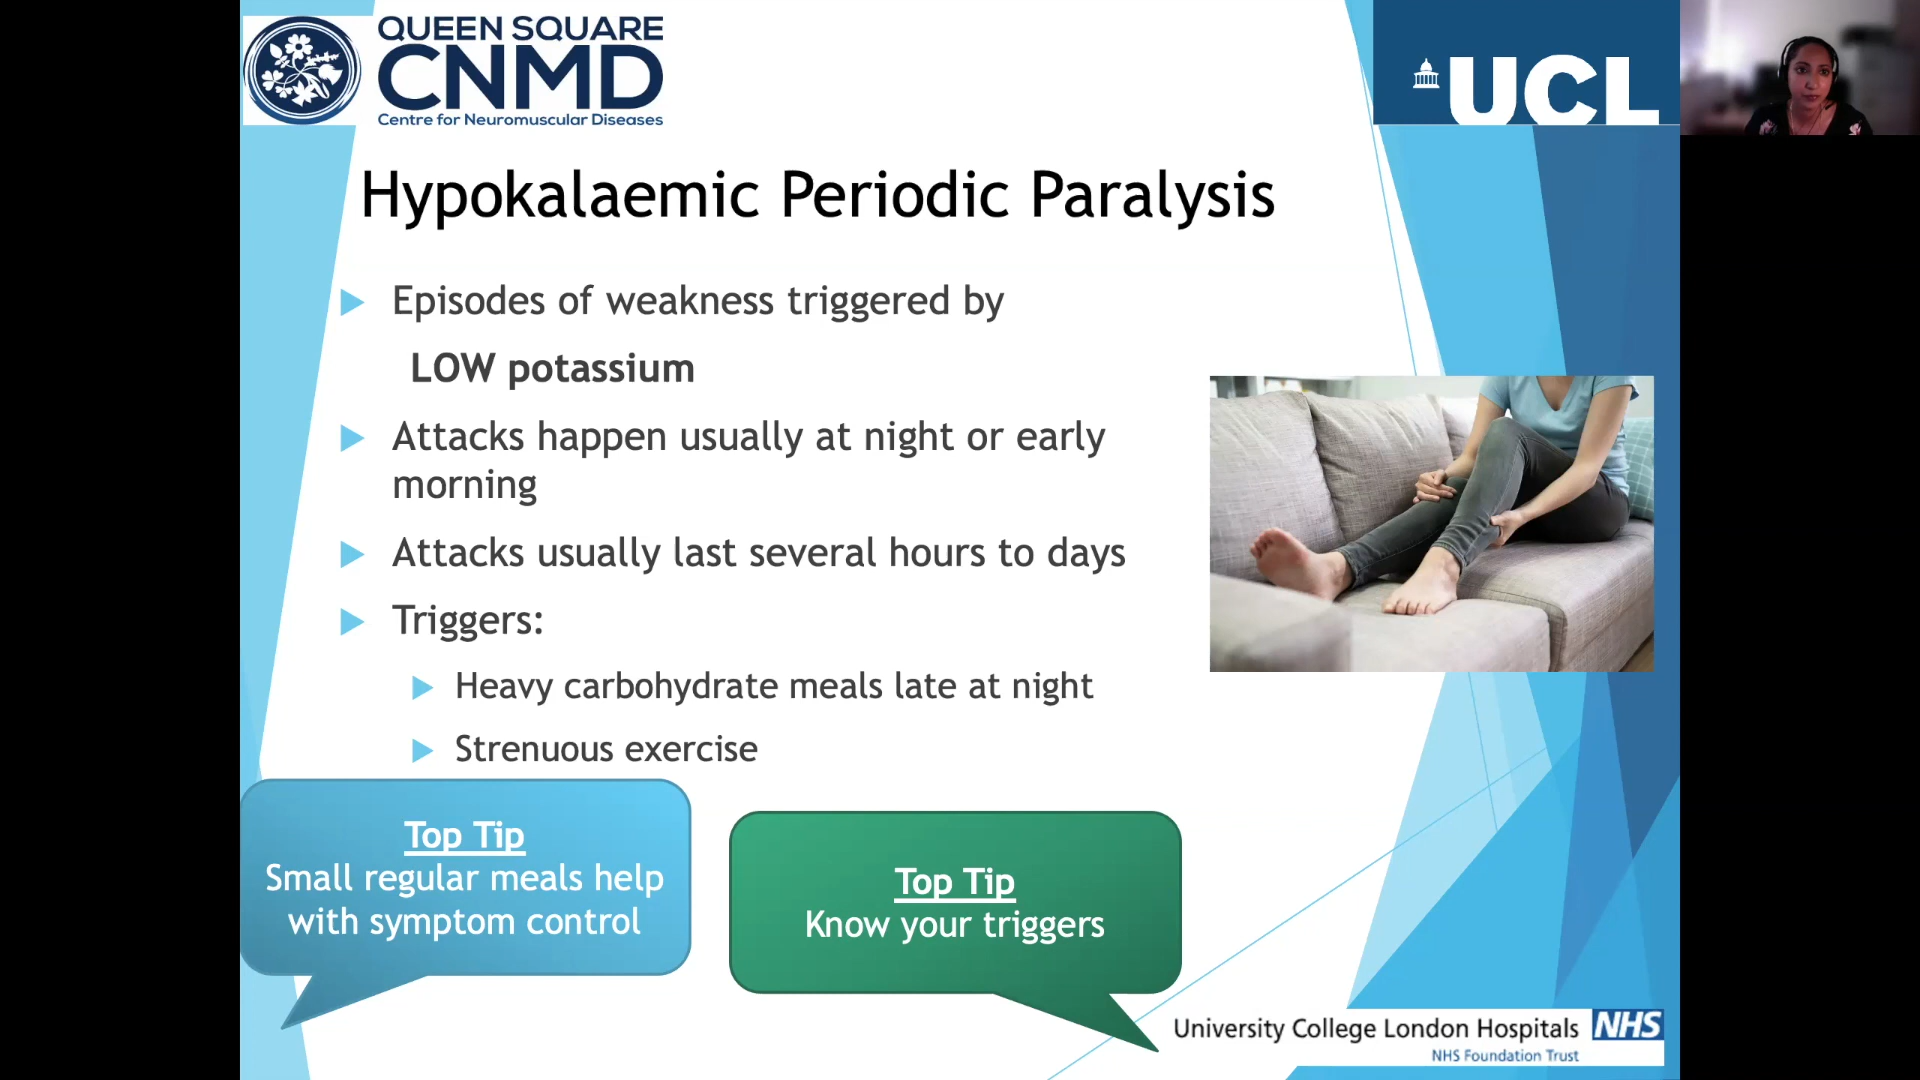 QUEEN SQUARE
CNMD
Centre for Neuromuscular Diseases
UCL
Hypokalaemic Periodic Paralysis
Episodes of weakness triggered by
LOW potassium
Attacks happen usually at night or early
morning
Attacks usually last several hours to days
Triggers:
Heavy carbohydrate meals late at night
Strenuous exercise
Top Tip
Small regular meals help
with symptom control
Top Tip
Know your triggers
University College London Hospitals NHS
NHS Foundation Trust